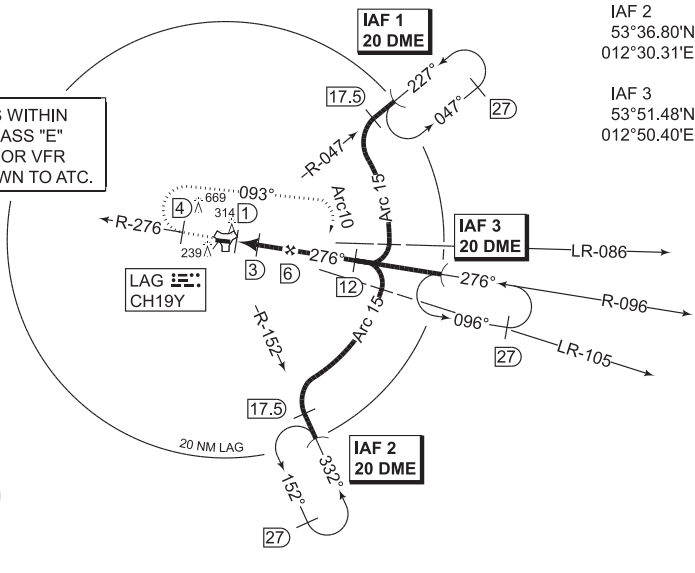 IAF 1
20 DME
IAF 2
53°36.80'N
012°30.31'E
IAF 3
53°51.48'N
012°50.40'E
227°
047°
17.5
27
WITHIN
"E"
OR VFR
TO ATC.
R-047
Arc 15
Arc10
093°
4
669
314
1
R-276
239
3
6
276°
12
IAF 3
20 DME
LR-086
276°
R-096
096°
27
LR-105
LAG
CH19Y
R-152
Arc 15
17.5
20 NM LAG
IAF 2
20 DME
332°
152°
27